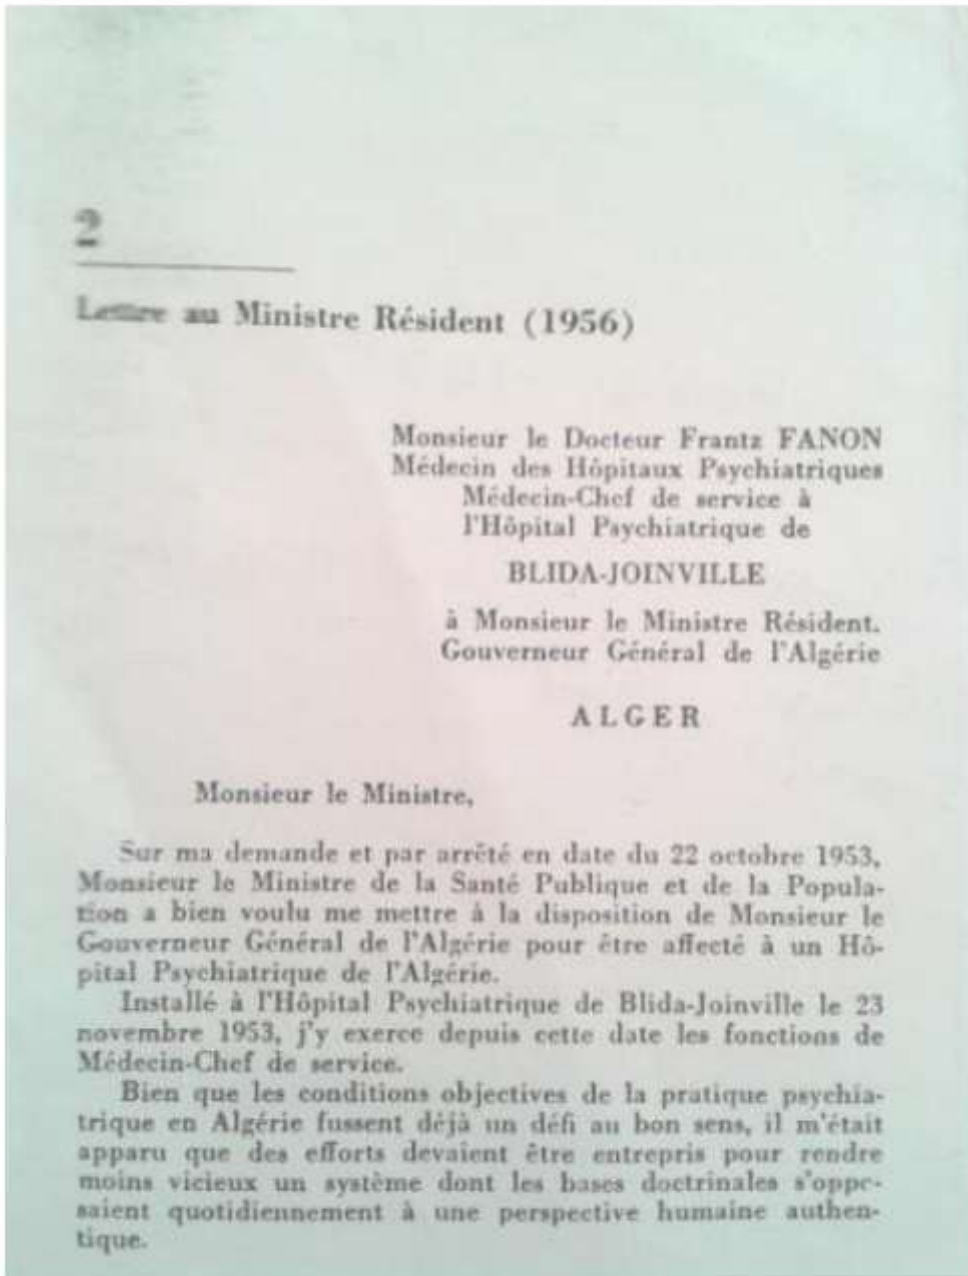 2
Lettre au Ministre Résident (1956)
Monsieur le Docteur Frantz FANON
Médecin des Hôpitaux Psychiatriques
Médecin-Chef de service à
l'Hôpital Psychiatrique de
BLIDA-JOINVILLE
à Monsieur le Ministre Résident.
Gouverneur Général de l'Algérie
ALGER
Monsieur le Ministre,
Sur ma demande et par arrêté en date du 22 octobre 1953,
Monsieur le Ministre de la Santé Publique et de la Popula-
tion a bien voulu me mettre à la disposition de Monsieur le
Gouverneur Général de l'Algérie pour être affecté à un Hô-
pital Psychiatrique de l'Algérie.
Installé à l'Hôpital Psychiatrique de Blida-Joinville le 23
novembre 1953, j'y exerce depuis cette date les fonctions de
Médecin-Chef de service.
Bien que les conditions objectives de la pratique psychia-
trique en Algérie fussent déjà un défi au bon sens, il m'était
apparu que des efforts devaient être entrepris pour rendre
moins vicieux un système dont les bases doctrinales s'oppo-
saient quotidiennement à une perspective humaine authen-
tique.